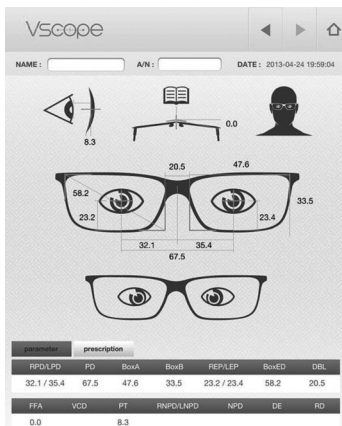 Vscope
NAME : A/N : DATE : 2013-04-24 19:59:04
8.3
0.0
20.5 47.6
58.2
33.5
23.2 23.4
32.1 35.4
67.5
parameter prescription
RPD/LPD PD BoxA BoxB REP/LEP BoxED DBL
32.1 / 35.4 67.5 47.6 33.5 23.2 / 23.4 58.2 20.5
FFA VCD PT RNPD/LNPD NPD DE RD
0.0 8.3